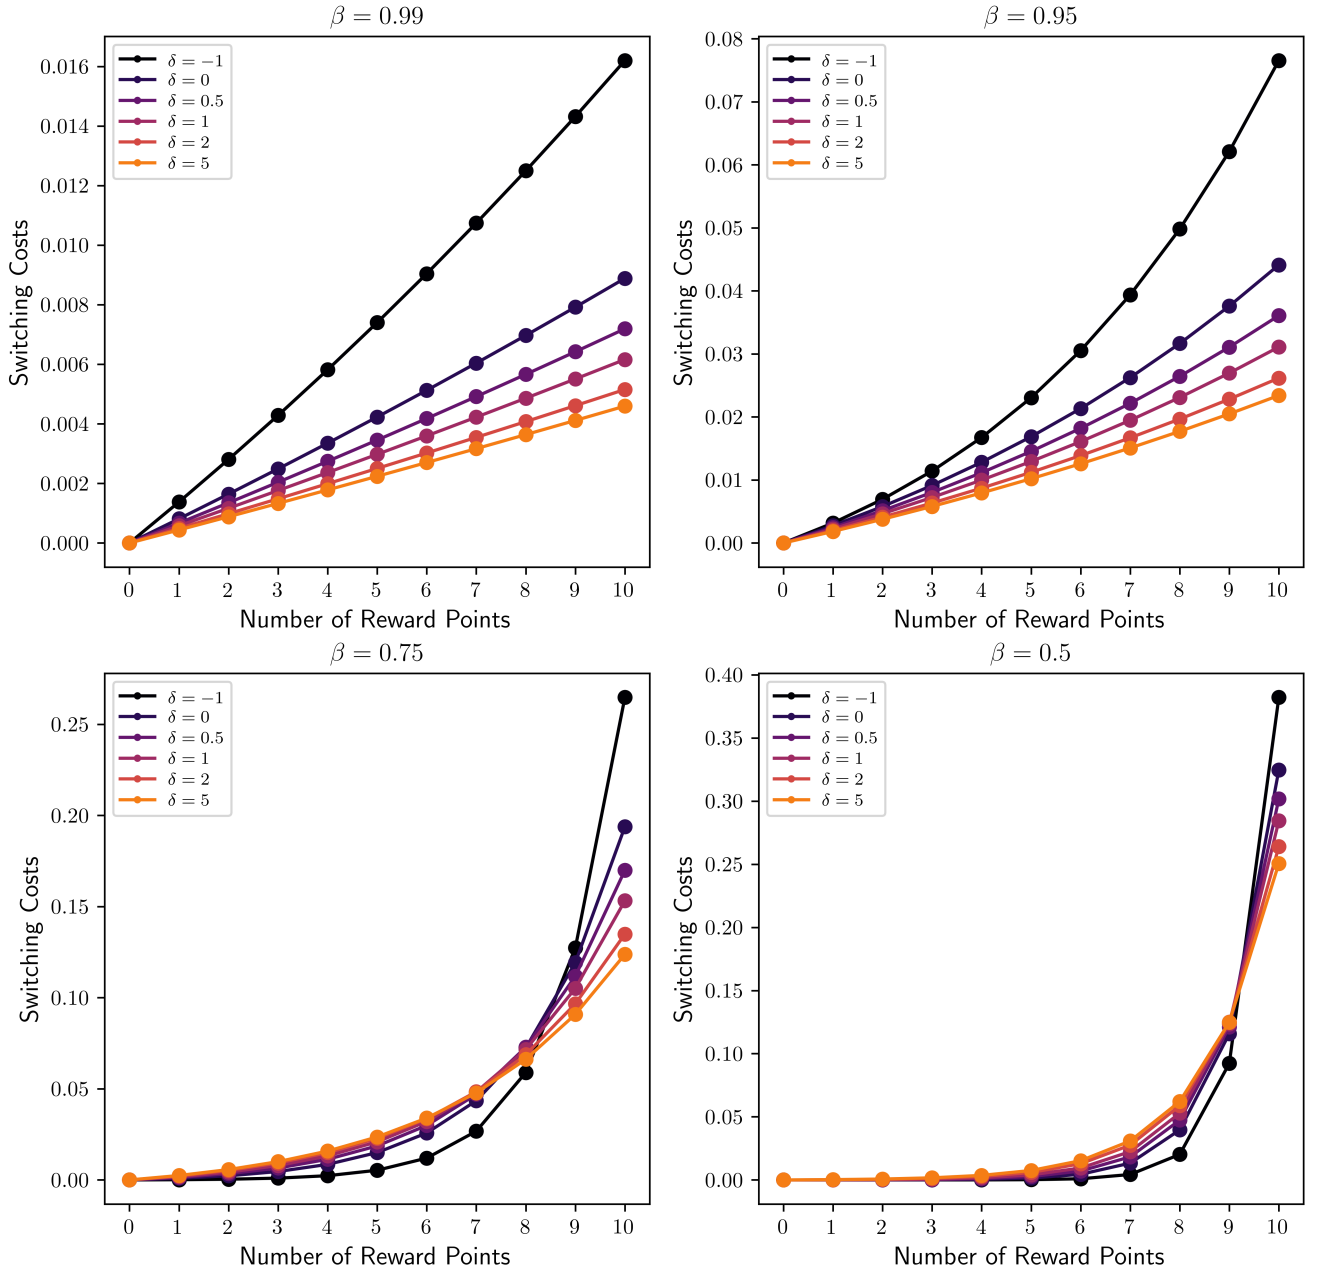 β = 0.99
δ = −1
δ = 0
δ = 0.5
δ = 1
δ = 2
δ = 5
0.016
0.014
0.012
0.010
0.008
0.006
0.004
0.002
0.000
Switching Costs
0 1 2 3 4 5 6 7 8 9 10
Number of Reward Points
β = 0.95
δ = −1
δ = 0
δ = 0.5
δ = 1
δ = 2
δ = 5
0.08
0.07
0.06
0.05
0.04
0.03
0.02
0.01
0.00
Switching Costs
0 1 2 3 4 5 6 7 8 9 10
Number of Reward Points
β = 0.75
δ = −1
δ = 0
δ = 0.5
δ = 1
δ = 2
δ = 5
0.25
0.20
0.15
0.10
0.05
0.00
Switching Costs
0 1 2 3 4 5 6 7 8 9 10
Number of Reward Points
β = 0.5
δ = −1
δ = 0
δ = 0.5
δ = 1
δ = 2
δ = 5
0.40
0.35
0.30
0.25
0.20
0.15
0.10
0.05
0.00
Switching Costs
0 1 2 3 4 5 6 7 8 9 10
Number of Reward Points